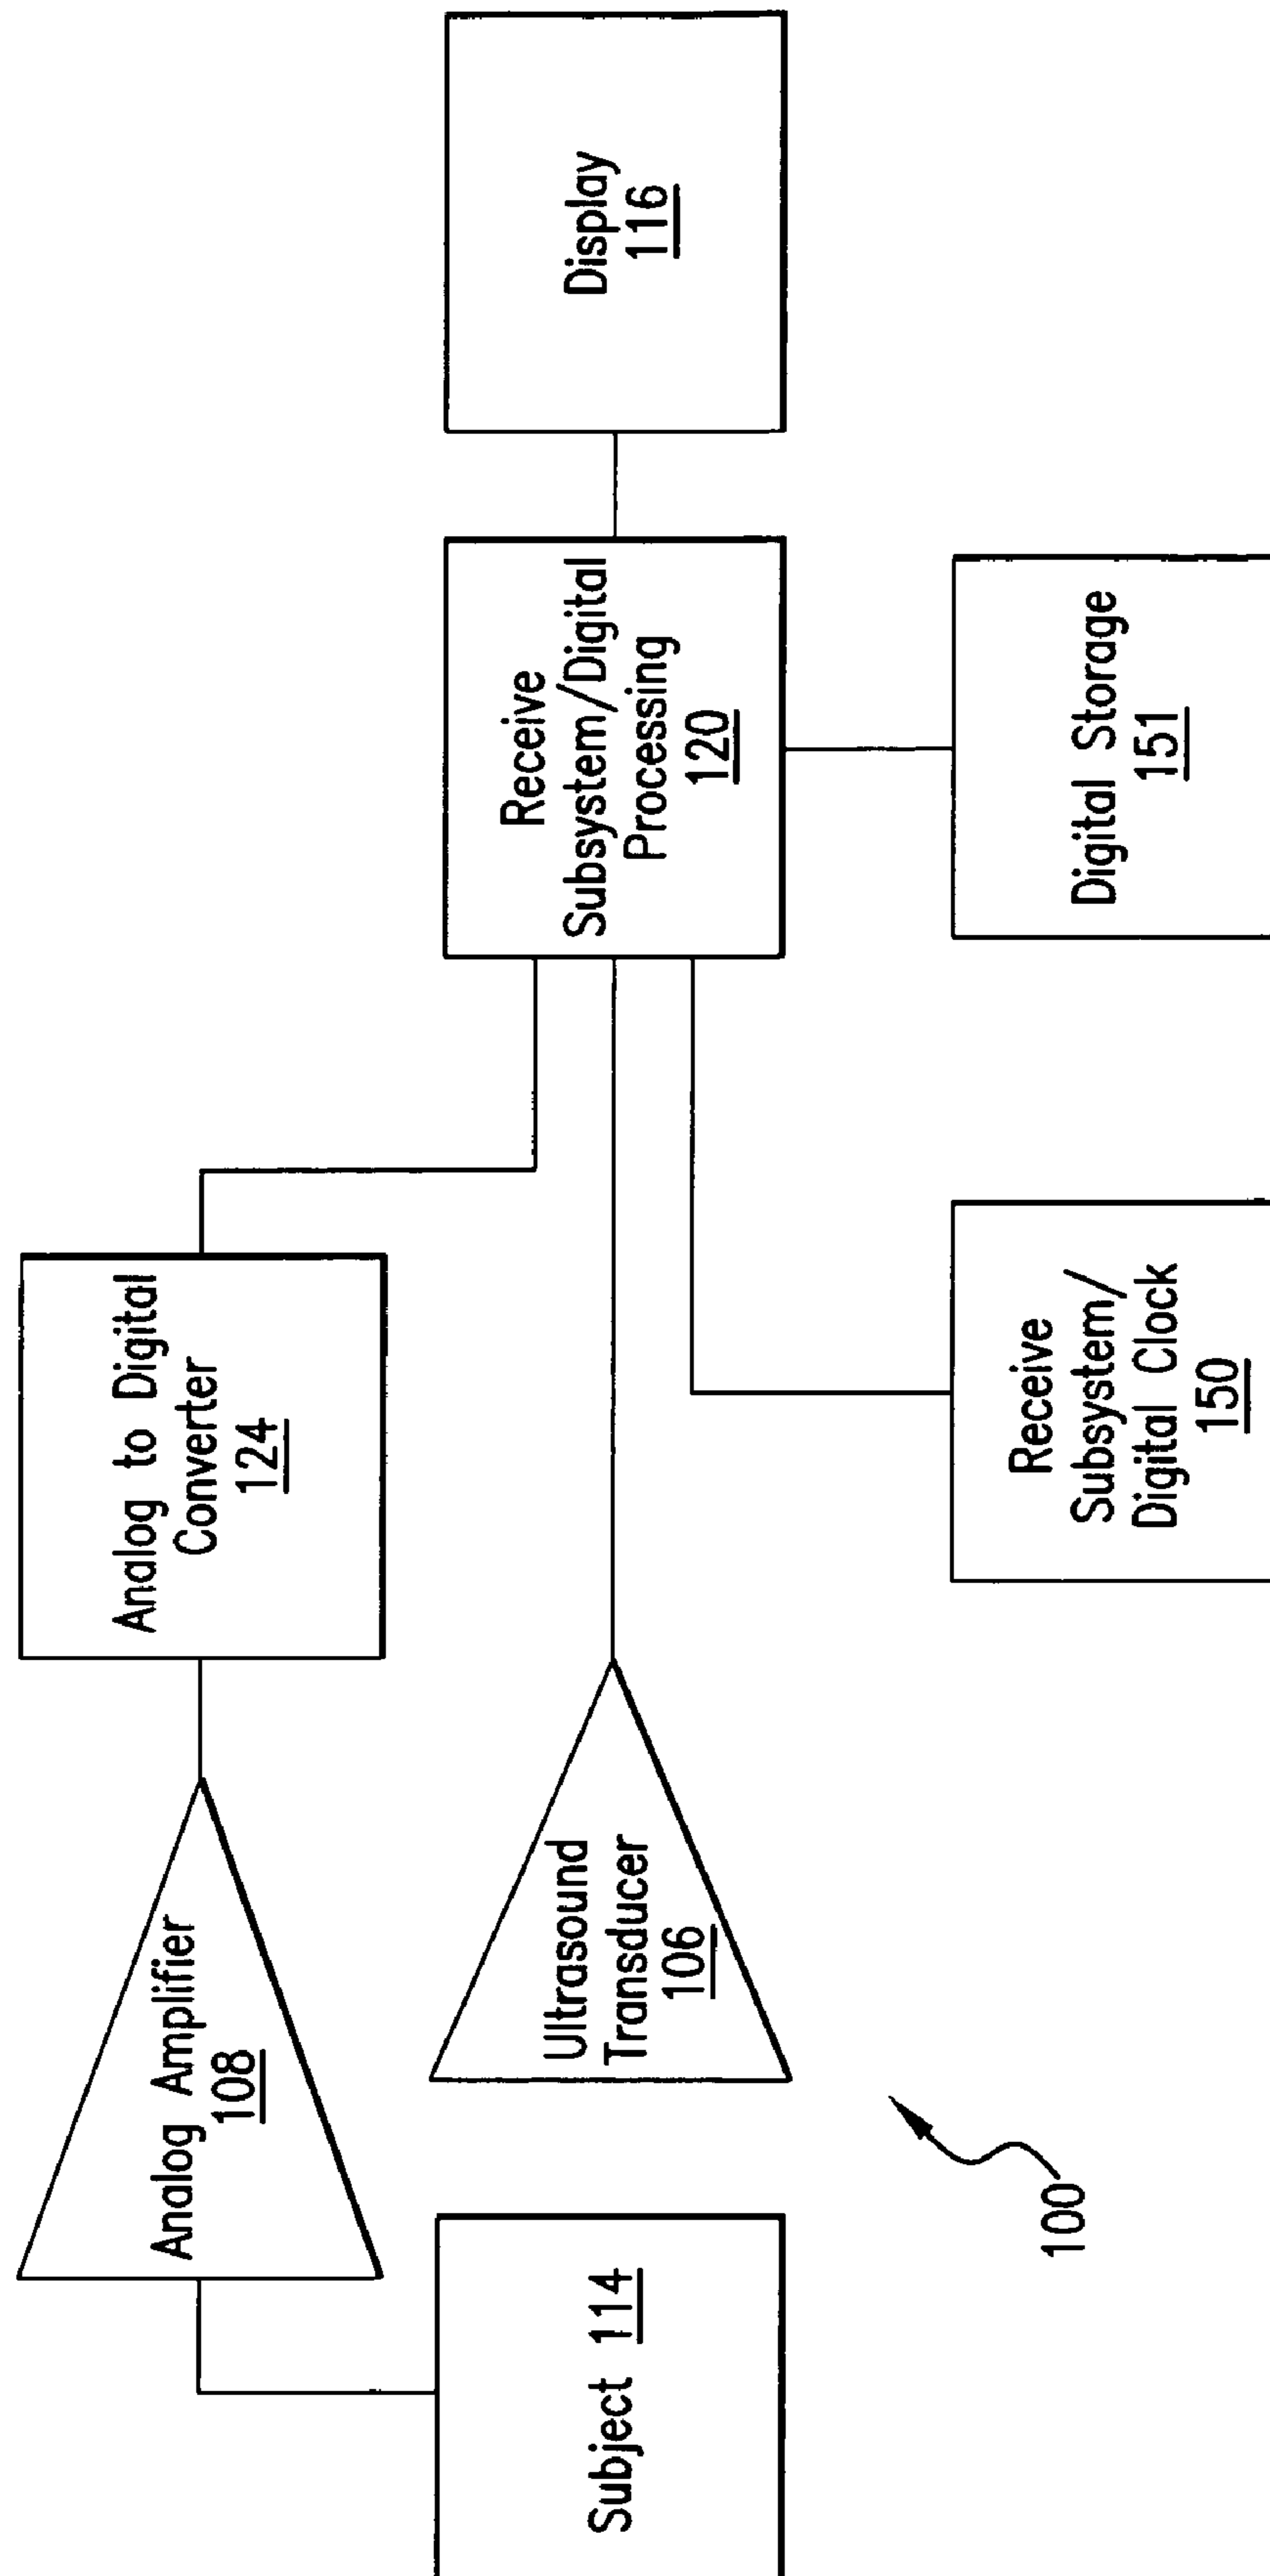 Analog Amplifier
108
Analog to Digital
Converter
124
Subject 114
Ultrasound
Transducer
106
Receive
Subsystem/Digital
Processing
120
Display
116
100
Receive
Subsystem/
Digital Clock
150
Digital Storage
151